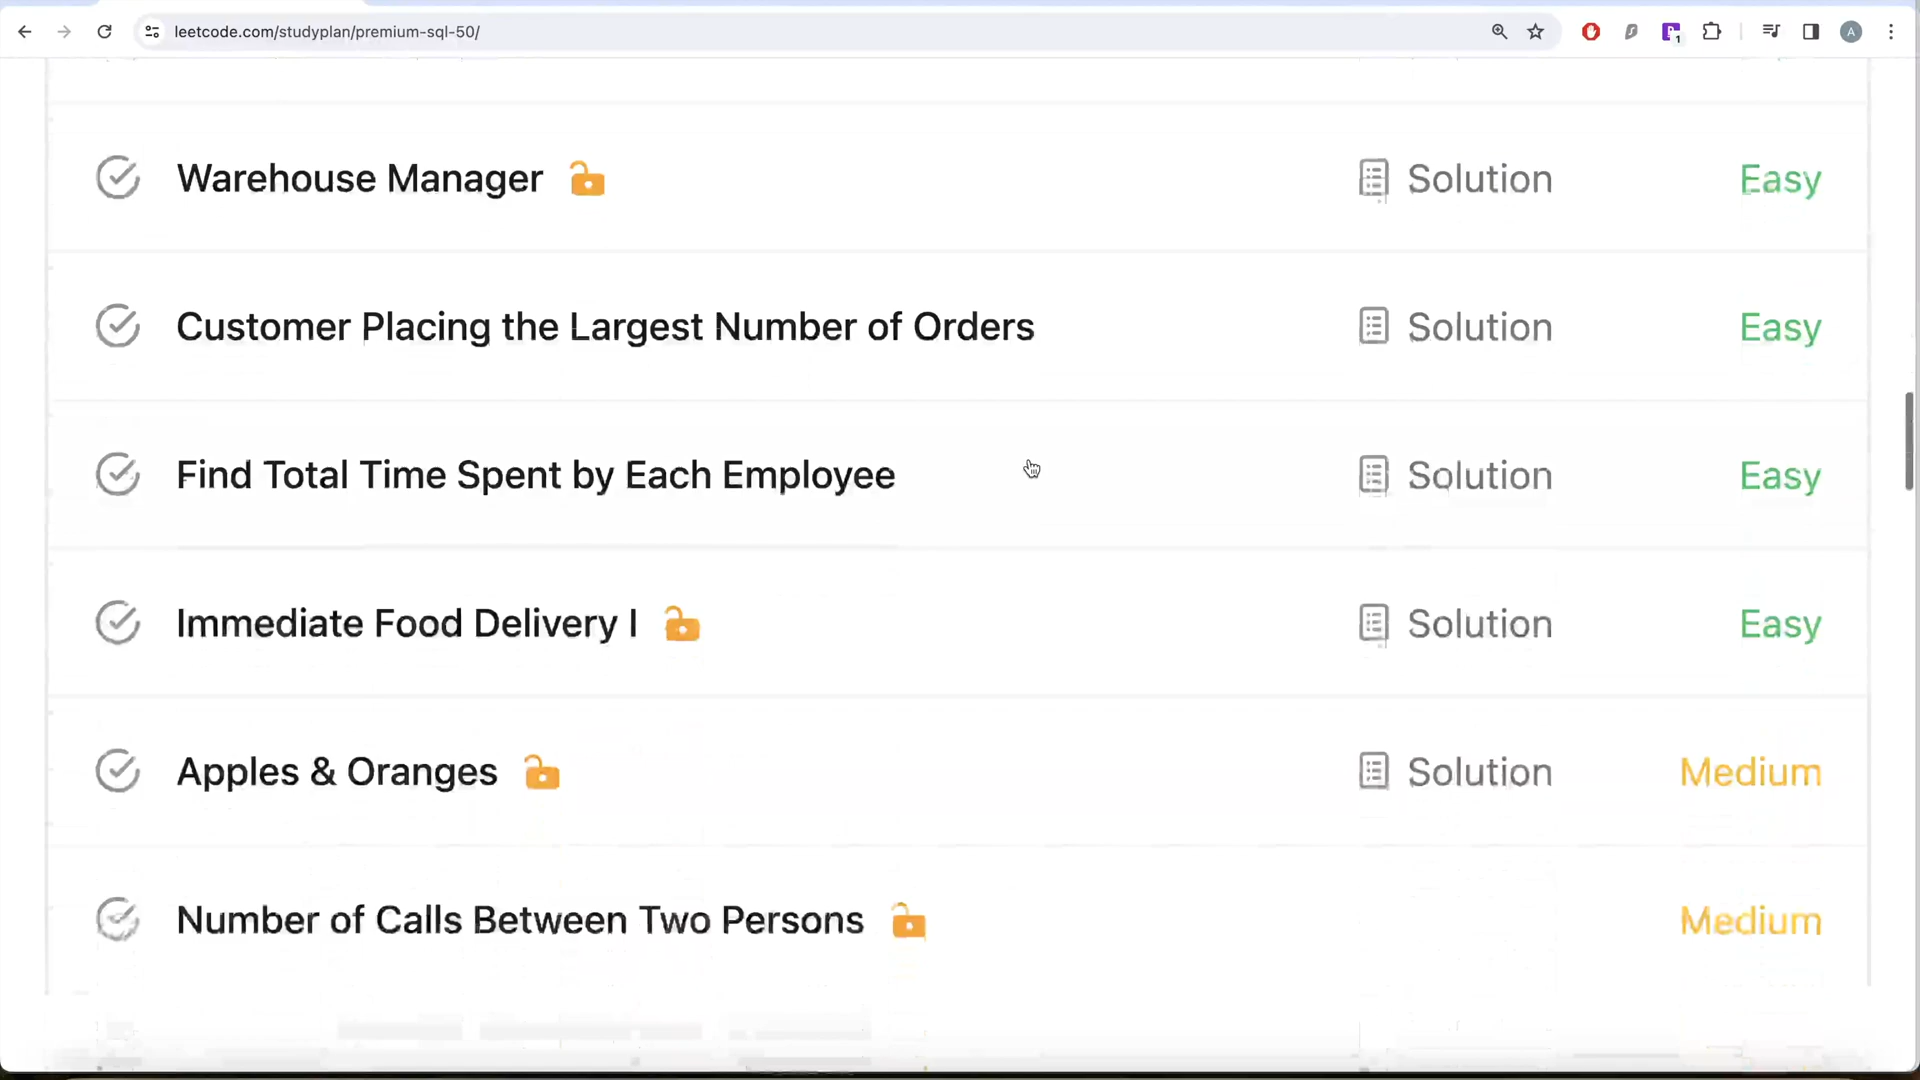 leetcode.com/studyplan/premium-sql-50/
1
A
Warehouse Manager Solution Easy
Customer Placing the Largest Number of Orders Solution Easy
Find Total Time Spent by Each Employee Solution Easy
Immediate Food Delivery I Solution Easy
Apples & Oranges Solution Medium
Number of Calls Between Two Persons Medium